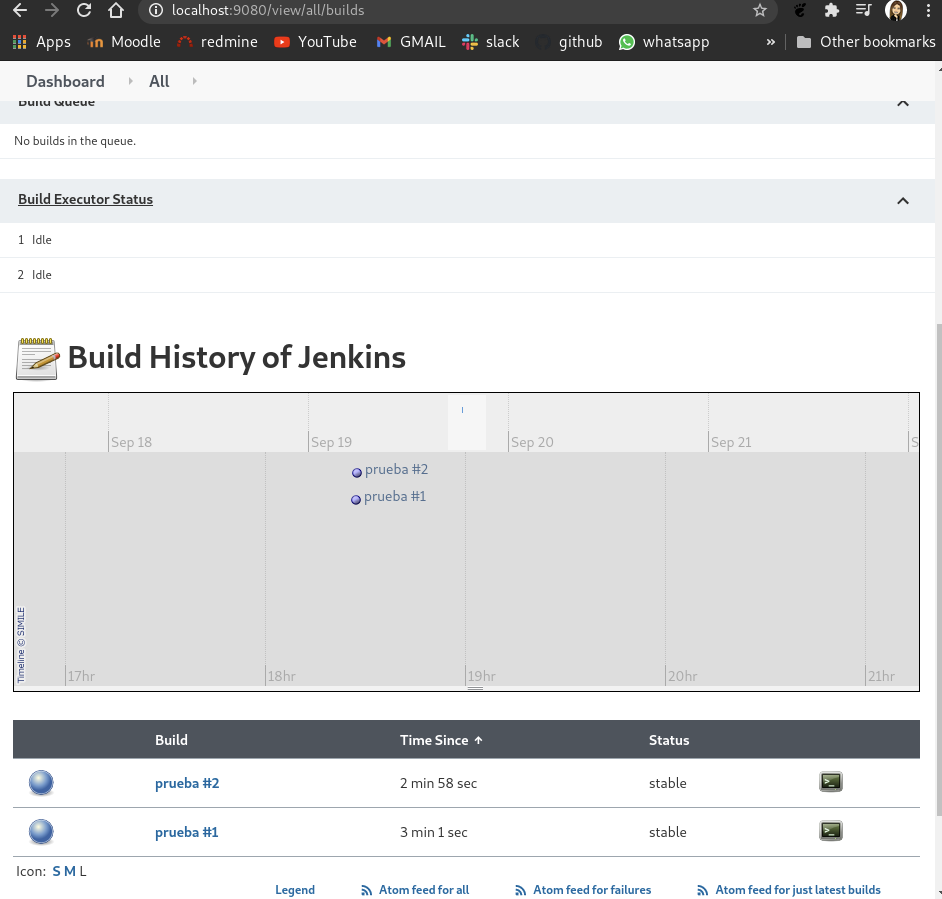 localhost:9080/view/all/builds
Apps Moodle redmine YouTube GMAIL slack github whatsapp » Other bookmarks
Dashboard All
Build Queue
No builds in the queue.
Build Executor Status
1 Idle
2 Idle
Build History of Jenkins
Sep 18 Sep 19 Sep 20 Sep 21 S
prueba #2
prueba #1
Timeline © SIMILE
17hr 18hr 19hr 20hr 21hr
Build Time Since ↑ Status
prueba #2 2 min 58 sec stable
prueba #1 3 min 1 sec stable
Icon: S M L
Legend Atom feed for all Atom feed for failures Atom feed for just latest builds